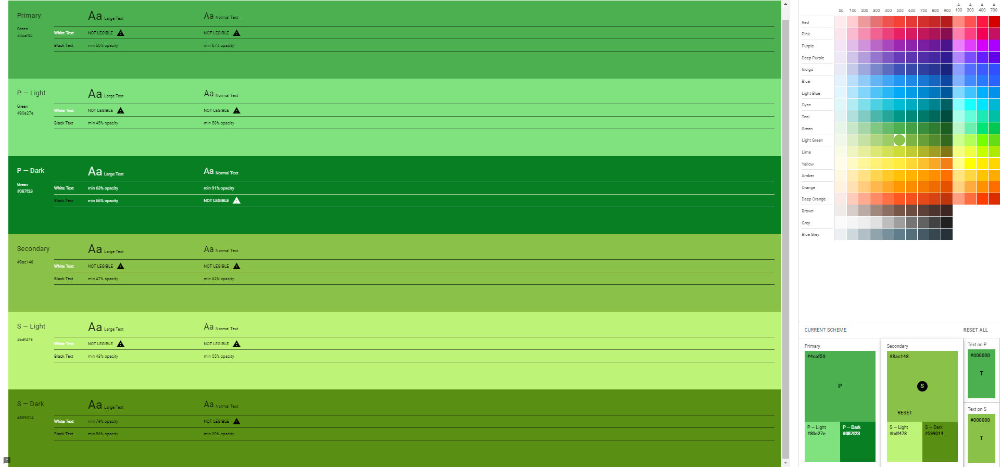 Primary
Aa Large Text
Aa Normal Text
Green
#4caf50
White Text
NOT LEGIBLE
NOT LEGIBLE
Black Text
min 50% opacity
min 67% opacity
P — Light
Aa Large Text
Aa Normal Text
Green
#80e27e
White Text
NOT LEGIBLE
NOT LEGIBLE
Black Text
min 45% opacity
min 58% opacity
P — Dark
Aa Large Text
Aa Normal Text
Green
#087f23
White Text
min 63% opacity
min 91% opacity
Black Text
min 66% opacity
NOT LEGIBLE
Secondary
Aa Large Text
Aa Normal Text
#8ac148
White Text
NOT LEGIBLE
NOT LEGIBLE
Black Text
min 47% opacity
min 62% opacity
S — Light
Aa Large Text
Aa Normal Text
#bdf478
White Text
NOT LEGIBLE
NOT LEGIBLE
Black Text
min 43% opacity
min 55% opacity
S — Dark
Aa Large Text
Aa Normal Text
#599014
White Text
min 79% opacity
NOT LEGIBLE
Black Text
min 56% opacity
min 80% opacity
50 100 200 300 400 500 600 700 800 900
A 100
A 200
A 400
A 700
Red
Pink
Purple
Deep Purple
Indigo
Blue
Light Blue
Cyan
Teal
Green
Light Green
Lime
Yellow
Amber
Orange
Deep Orange
Brown
Grey
Blue Grey
CURRENT SCHEME
RESET ALL
Primary
#4caf50
P
P — Light
#80e27e
P — Dark
#087f23
Secondary
#8ac148
S
RESET
S — Light
#bdf478
S — Dark
#599014
Text on P
#000000
T
Text on S
#000000
T